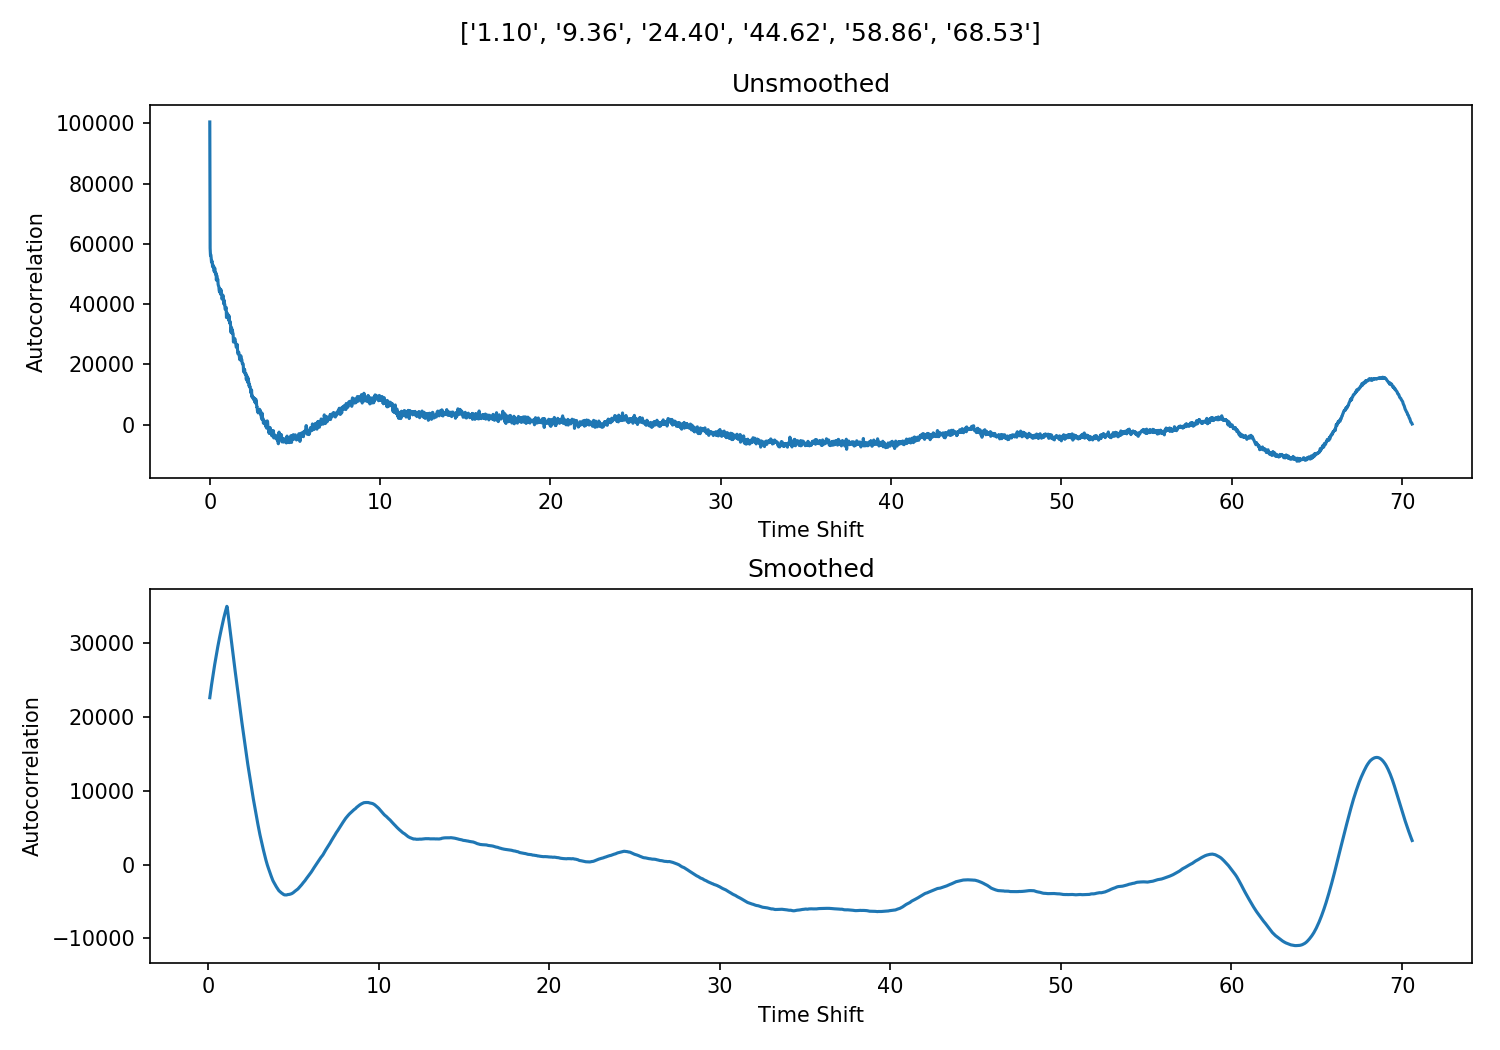 ['1.10', '9.36', '24.40', '44.62', '58.86', '68.53']
Unsmoothed
100000
80000
60000
40000
20000
0
Autocorrelation
0 10 20 30 40 50 60 70
Time Shift
Smoothed
30000
20000
10000
0
−10000
Autocorrelation
0 10 20 30 40 50 60 70
Time Shift